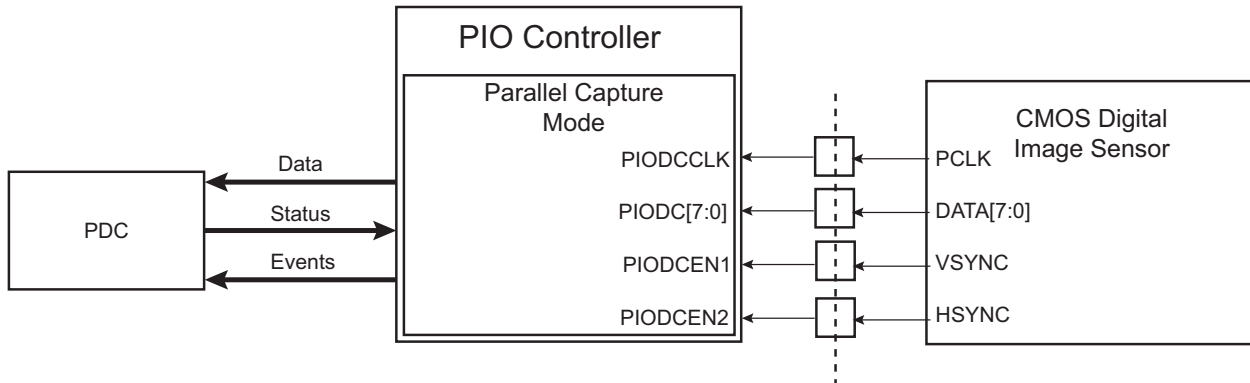 PIO Controller
Parallel Capture
Mode
CMOS Digital
Image Sensor
PIODCCLK
PCLK
Data
PIODC[7:0]
DATA[7:0]
Status
PDC
Events
PIODCEN1
VSYNC
PIODCEN2
HSYNC